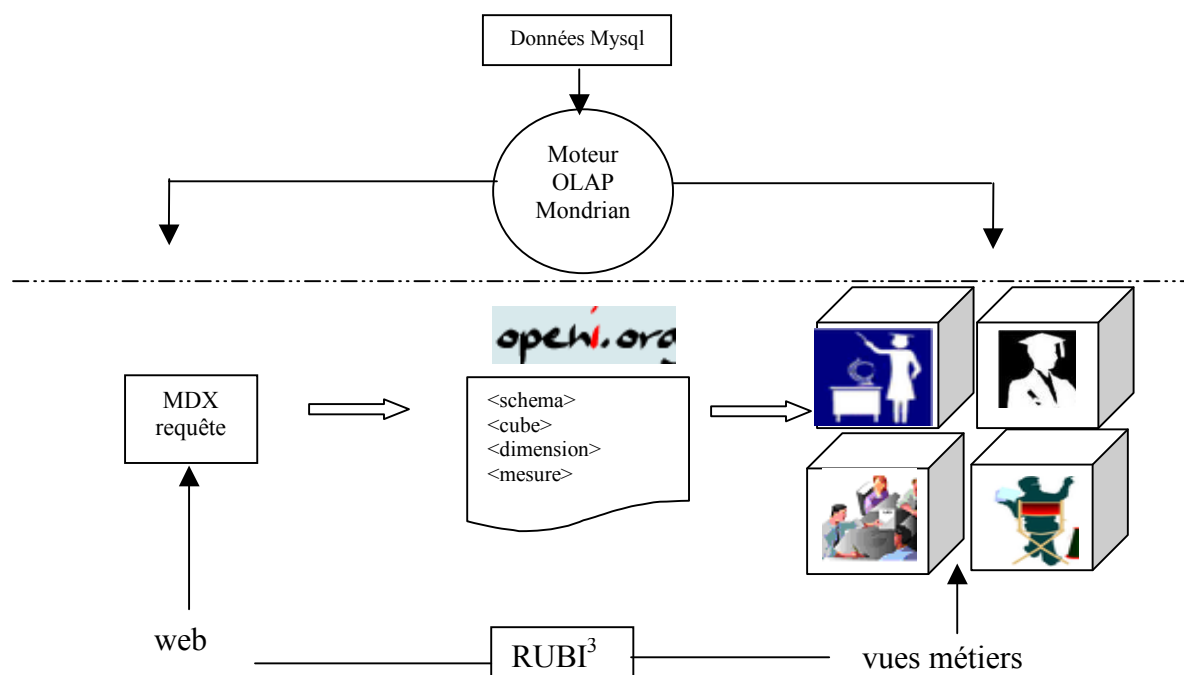 Données Mysql
Moteur
OLAP
Mondrian
openi.org
MDX
requête
<schema>
<cube>
<dimension>
<mesure>
web
RUBI³
vues métiers